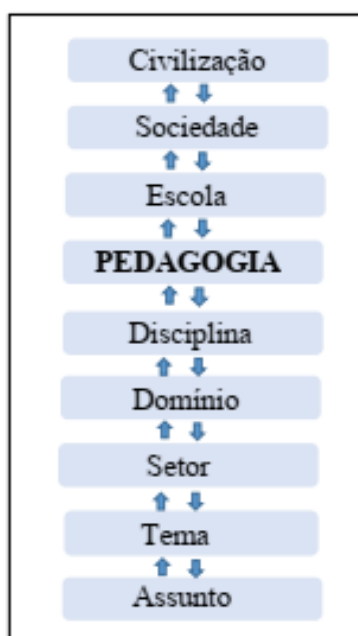 Civilização
Sociedade
Escola
PEDAGOGIA
Disciplina
Domínio
Setor
Tema
Assunto